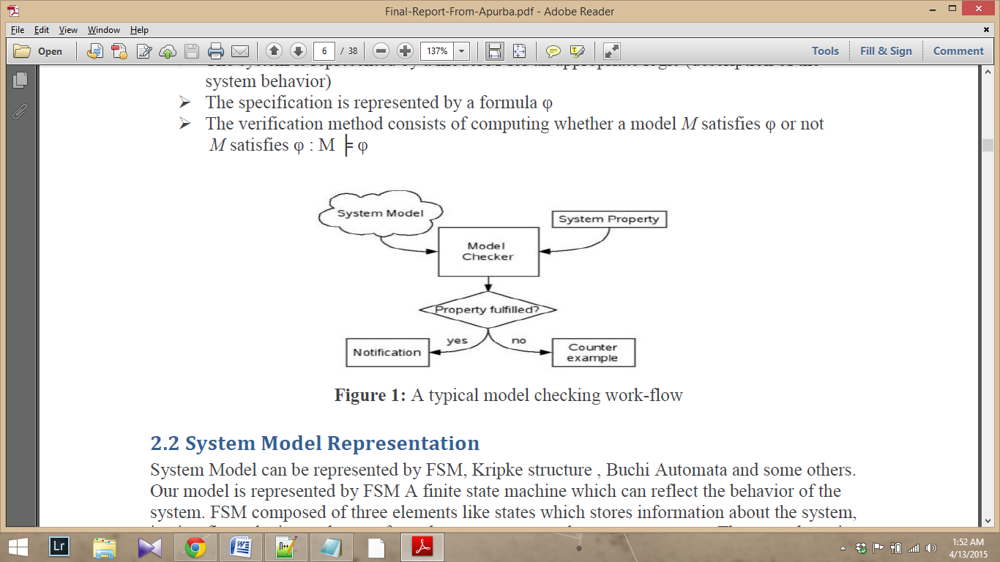 Final-Report-From-Apurba.pdf - Adobe Reader
File Edit View Window Help
Open 6 / 38 137% Tools Fill & Sign Comment
system behavior)
➢ The specification is represented by a formula φ
➢ The verification method consists of computing whether a model M satisfies φ or not
M satisfies φ : M ╞ φ
System Model
System Property
Model
Checker
Property fulfilled?
yes no
Notification
Counter
example
Figure 1: A typical model checking work-flow
2.2 System Model Representation
System Model can be represented by FSM, Kripke structure , Buchi Automata and some others.
Our model is represented by FSM A finite state machine which can reflect the behavior of the
system. FSM composed of three elements like states which stores information about the system,
Lr
1:52 AM
4/13/2015